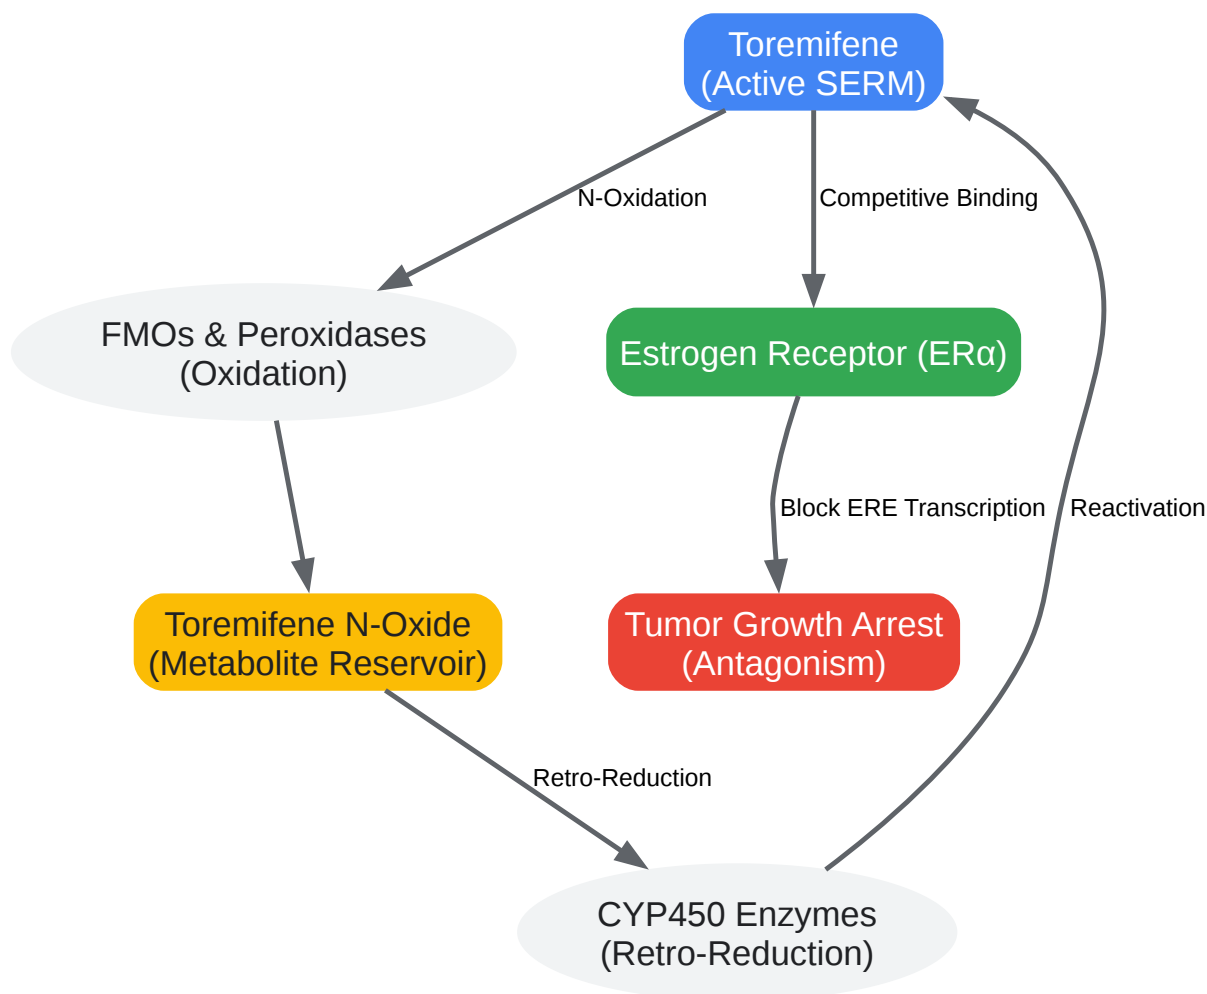 Toremifene
(Active SERM)
N-Oxidation
Competitive Binding
FMOs & Peroxidases
(Oxidation)
Estrogen Receptor (ERα)
Block ERE Transcription
Reactivation
Toremifene N-Oxide
(Metabolite Reservoir)
Tumor Growth Arrest
(Antagonism)
Retro-Reduction
CYP450 Enzymes
(Retro-Reduction)